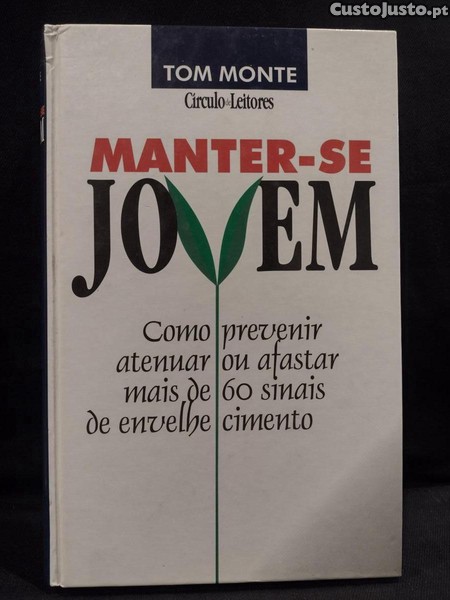 CustoJusto.pt
TOM MONTE
Círculo de Leitores
MANTER-SE
JOVEM
Como prevenir
atenuar ou afastar
mais de 60 sinais
de envelhecimento